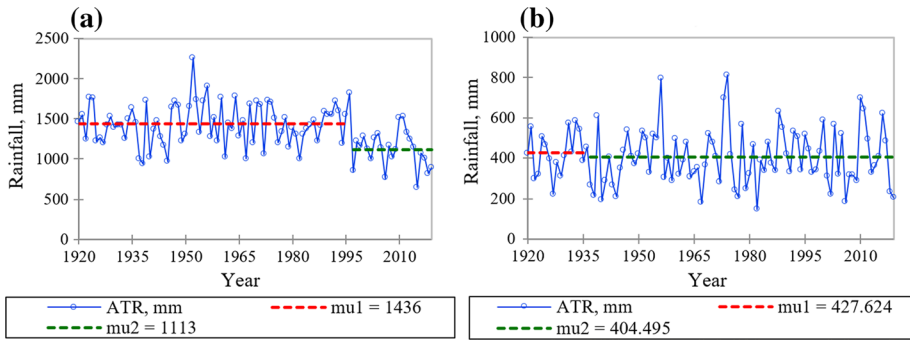 (a)
2500
2000
1500
1000
500
0
Rainfall, mm
1920 1935 1950 1965 1980 1995 2010
Year
ATR, mm mu1 = 1436
mu2 = 1113
(b)
1000
800
600
400
200
0
Rainfall, mm
1920 1935 1950 1965 1980 1995 2010
Year
ATR, mm mu1 = 427.624
mu2 = 404.495